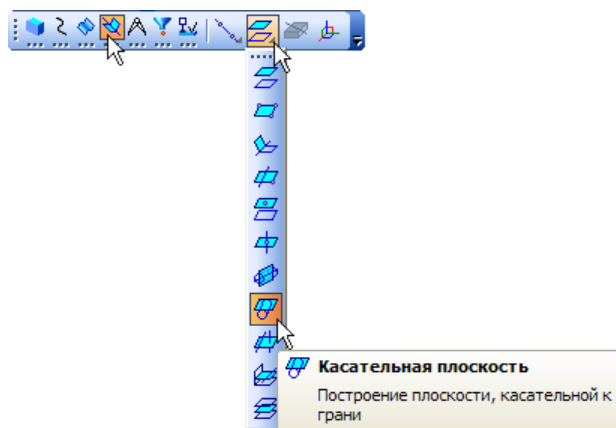 Касательная плоскость
Построение плоскости, касательной к
грани